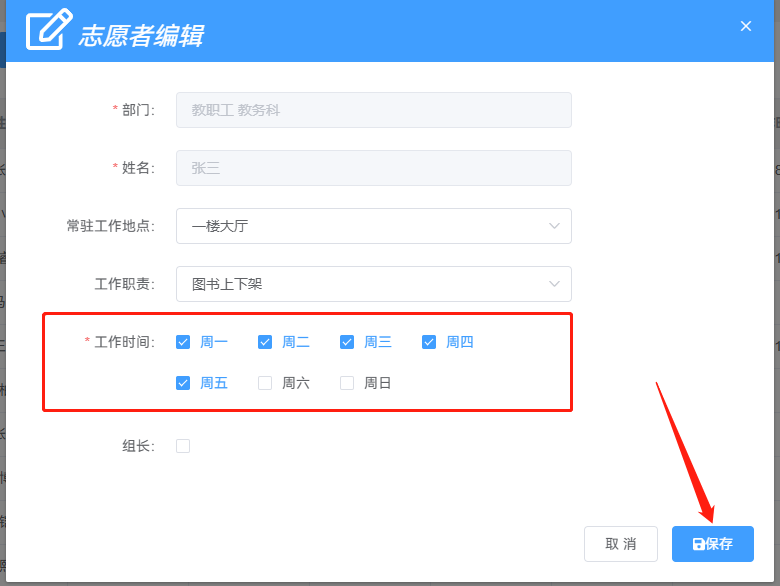 志愿者编辑
* 部门: 教职工 教务科
* 姓名: 张三
常驻工作地点: 一楼大厅
工作职责: 图书上下架
* 工作时间: 周一 周二 周三 周四
周五 周六 周日
组长:
取 消 保存